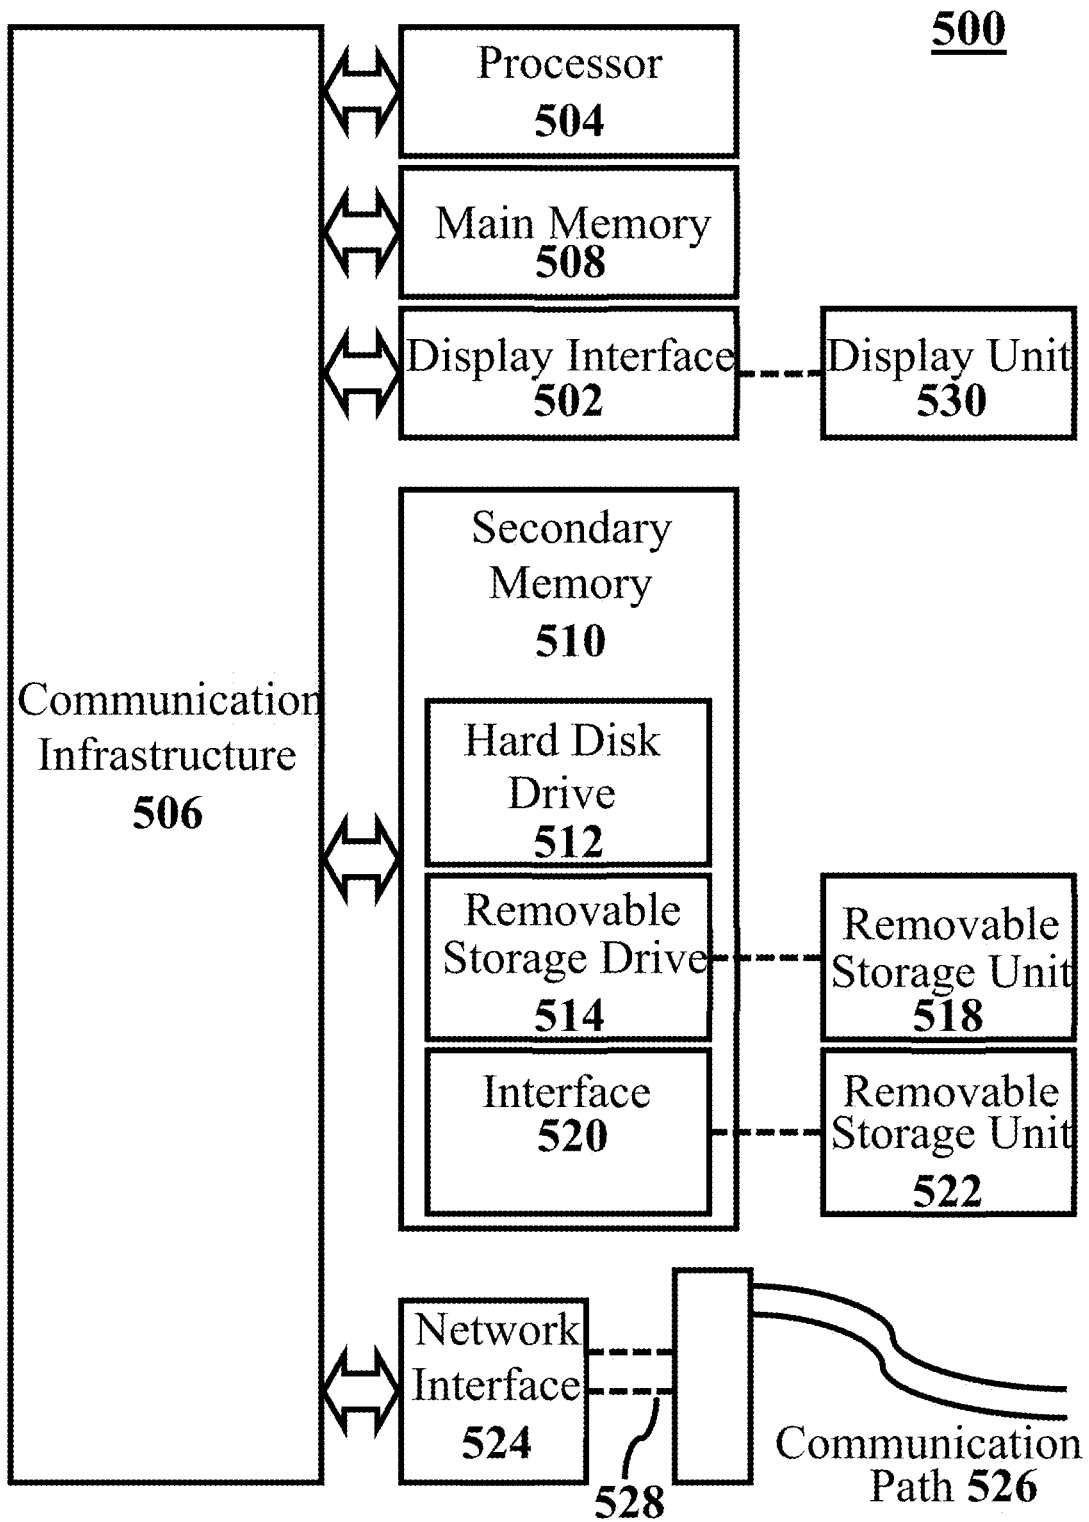 500
Processor
504
Main Memory
508
Display Interface
502
Display Unit
530
Secondary
Memory
510
Communication
Infrastructure
506
Hard Disk
Drive
512
Removable
Storage Drive
514
Removable
Storage Unit
518
Interface
520
Removable
Storage Unit
522
Network
Interface
524
528
Communication
Path 526